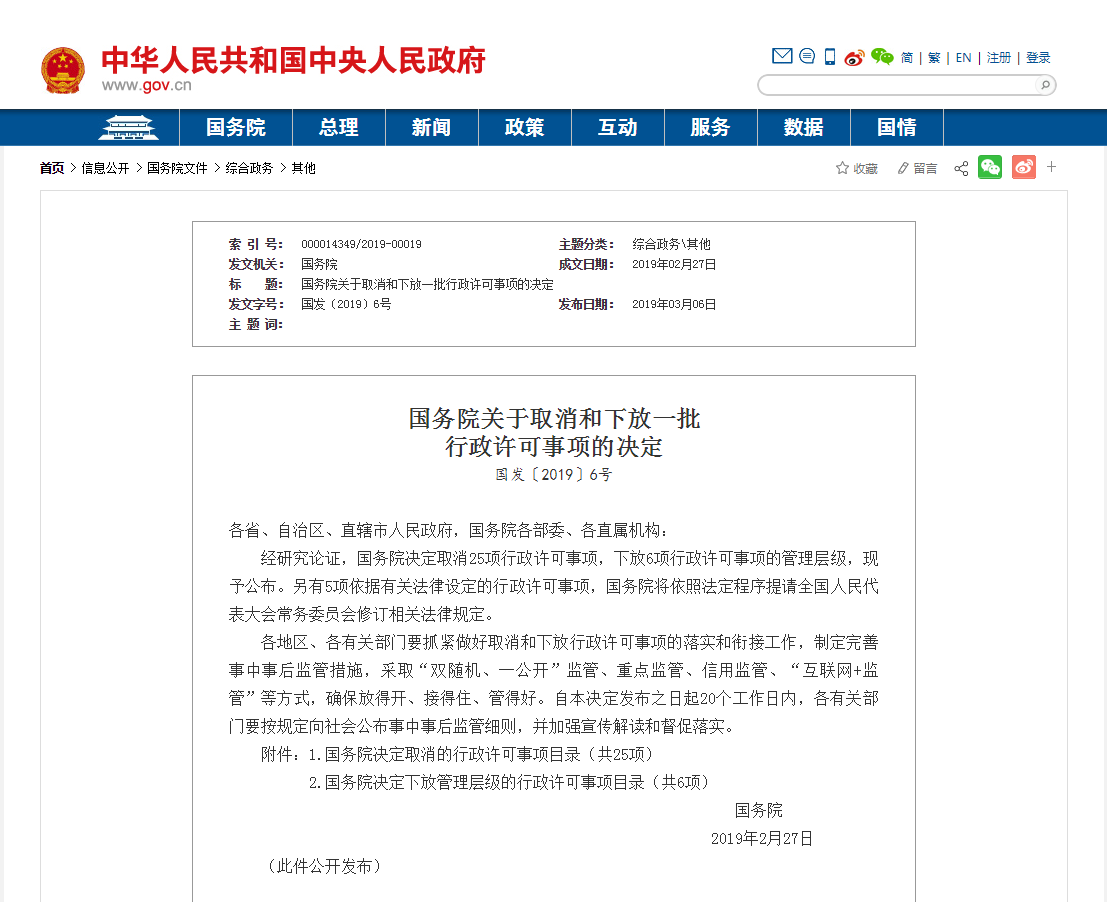 中华人民共和国中央人民政府
www.gov.cn
简 | 繁 | EN | 注册 | 登录
国务院 总理 新闻 政策 互动 服务 数据 国情
首页 > 信息公开 > 国务院文件 > 综合政务 > 其他
收藏 留言
索 引 号： 000014349/2019-00019 主题分类： 综合政务\其他
发文机关： 国务院 成文日期： 2019年02月27日
标 题： 国务院关于取消和下放一批行政许可事项的决定
发文字号： 国发〔2019〕6号 发布日期： 2019年03月06日
主 题 词：
国务院关于取消和下放一批
行政许可事项的决定
国发〔2019〕6号
各省、自治区、直辖市人民政府，国务院各部委、各直属机构：
经研究论证，国务院决定取消25项行政许可事项，下放6项行政许可事项的管理层级，现
予公布。另有5项依据有关法律设定的行政许可事项，国务院将依照法定程序提请全国人民代
表大会常务委员会修订相关法律规定。
各地区、各有关部门要抓紧做好取消和下放行政许可事项的落实和衔接工作，制定完善
事中事后监管措施，采取“双随机、一公开”监管、重点监管、信用监管、“互联网+监
管”等方式，确保放得开、接得住、管得好。自本决定发布之日起20个工作日内，各有关部
门要按规定向社会公布事中事后监管细则，并加强宣传解读和督促落实。
附件：1.国务院决定取消的行政许可事项目录（共25项）
2.国务院决定下放管理层级的行政许可事项目录（共6项）
国务院
2019年2月27日
（此件公开发布）